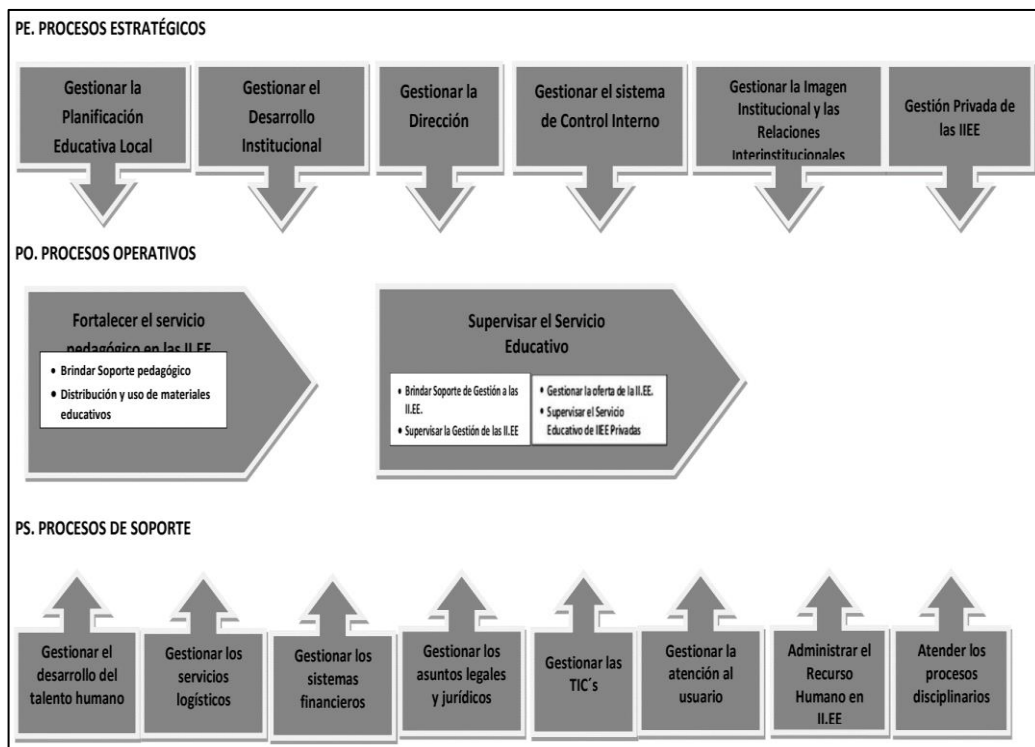 PE. PROCESOS ESTRATÉGICOS
Gestionar la
Planificación
Educativa Local
Gestionar el
Desarrollo
Institucional
Gestionar la
Dirección
Gestionar el sistema
de Control Interno
Gestionar la Imagen
Institucional y las
Relaciones
Interinstitucionales
Gestión Privada de
las IIEE
PO. PROCESOS OPERATIVOS
Fortalecer el servicio
pedagógico en las II.EE
• Brindar Soporte pedagógico
• Distribución y uso de materiales
educativos
Supervisar el Servicio
Educativo
• Brindar Soporte de Gestión a las
II.EE.
• Supervisar la Gestión de las II.EE
• Gestionar la oferta de la II.EE.
• Supervisar el Servicio
Educativo de IIEE Privadas
PS. PROCESOS DE SOPORTE
Gestionar el
desarrollo del
talento humano
Gestionar los
servicios
logísticos
Gestionar los
sistemas
financieros
Gestionar los
asuntos legales
y jurídicos
Gestionar las
TIC´s
Gestionar la
atención al
usuario
Administrar el
Recurso
Humano en
II.EE
Atender los
procesos
disciplinarios